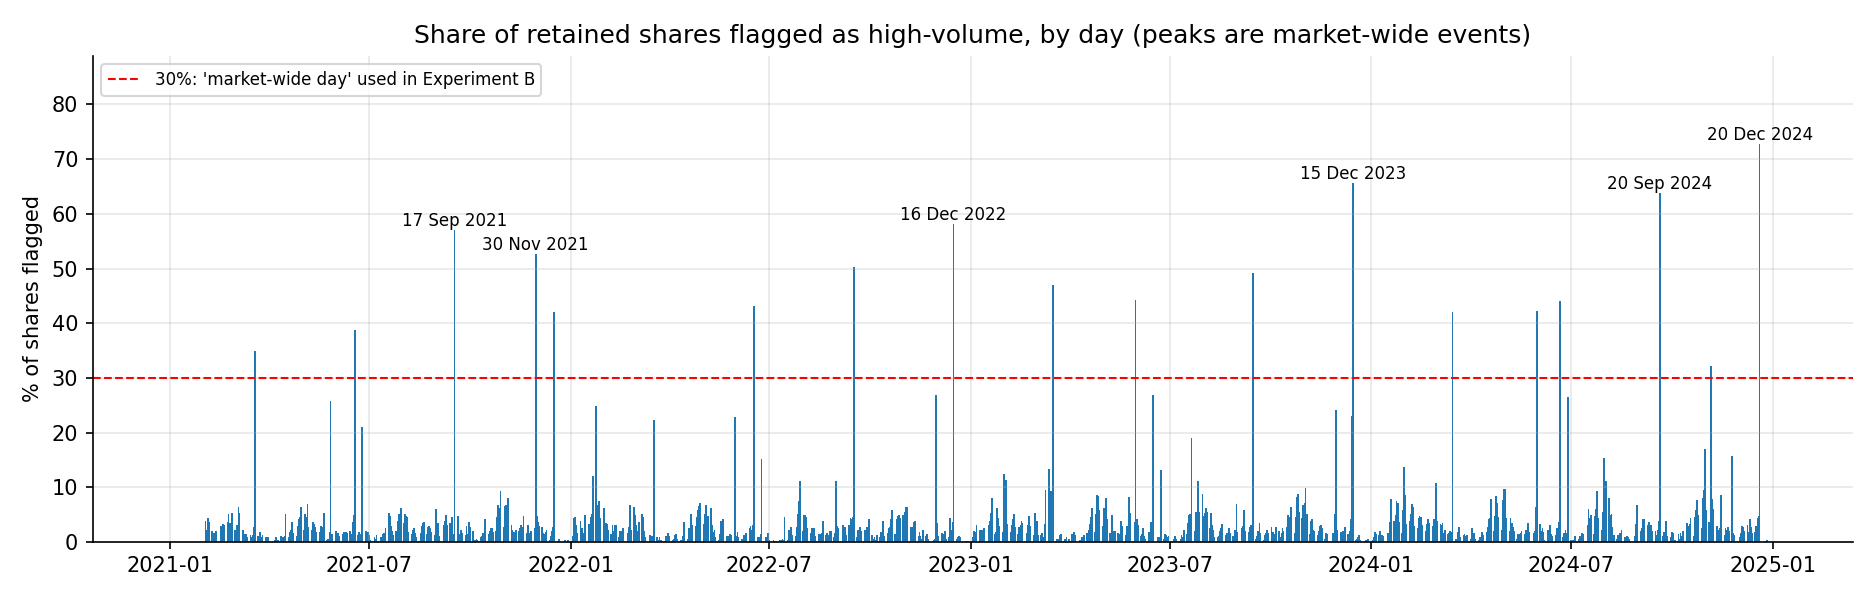 Share of retained shares flagged as high-volume, by day (peaks are market-wide events)
30%: 'market-wide day' used in Experiment B
% of shares flagged
80
70
60
50
40
30
20
10
0
17 Sep 2021
30 Nov 2021
16 Dec 2022
15 Dec 2023
20 Sep 2024
20 Dec 2024
2021-01
2021-07
2022-01
2022-07
2023-01
2023-07
2024-01
2024-07
2025-01